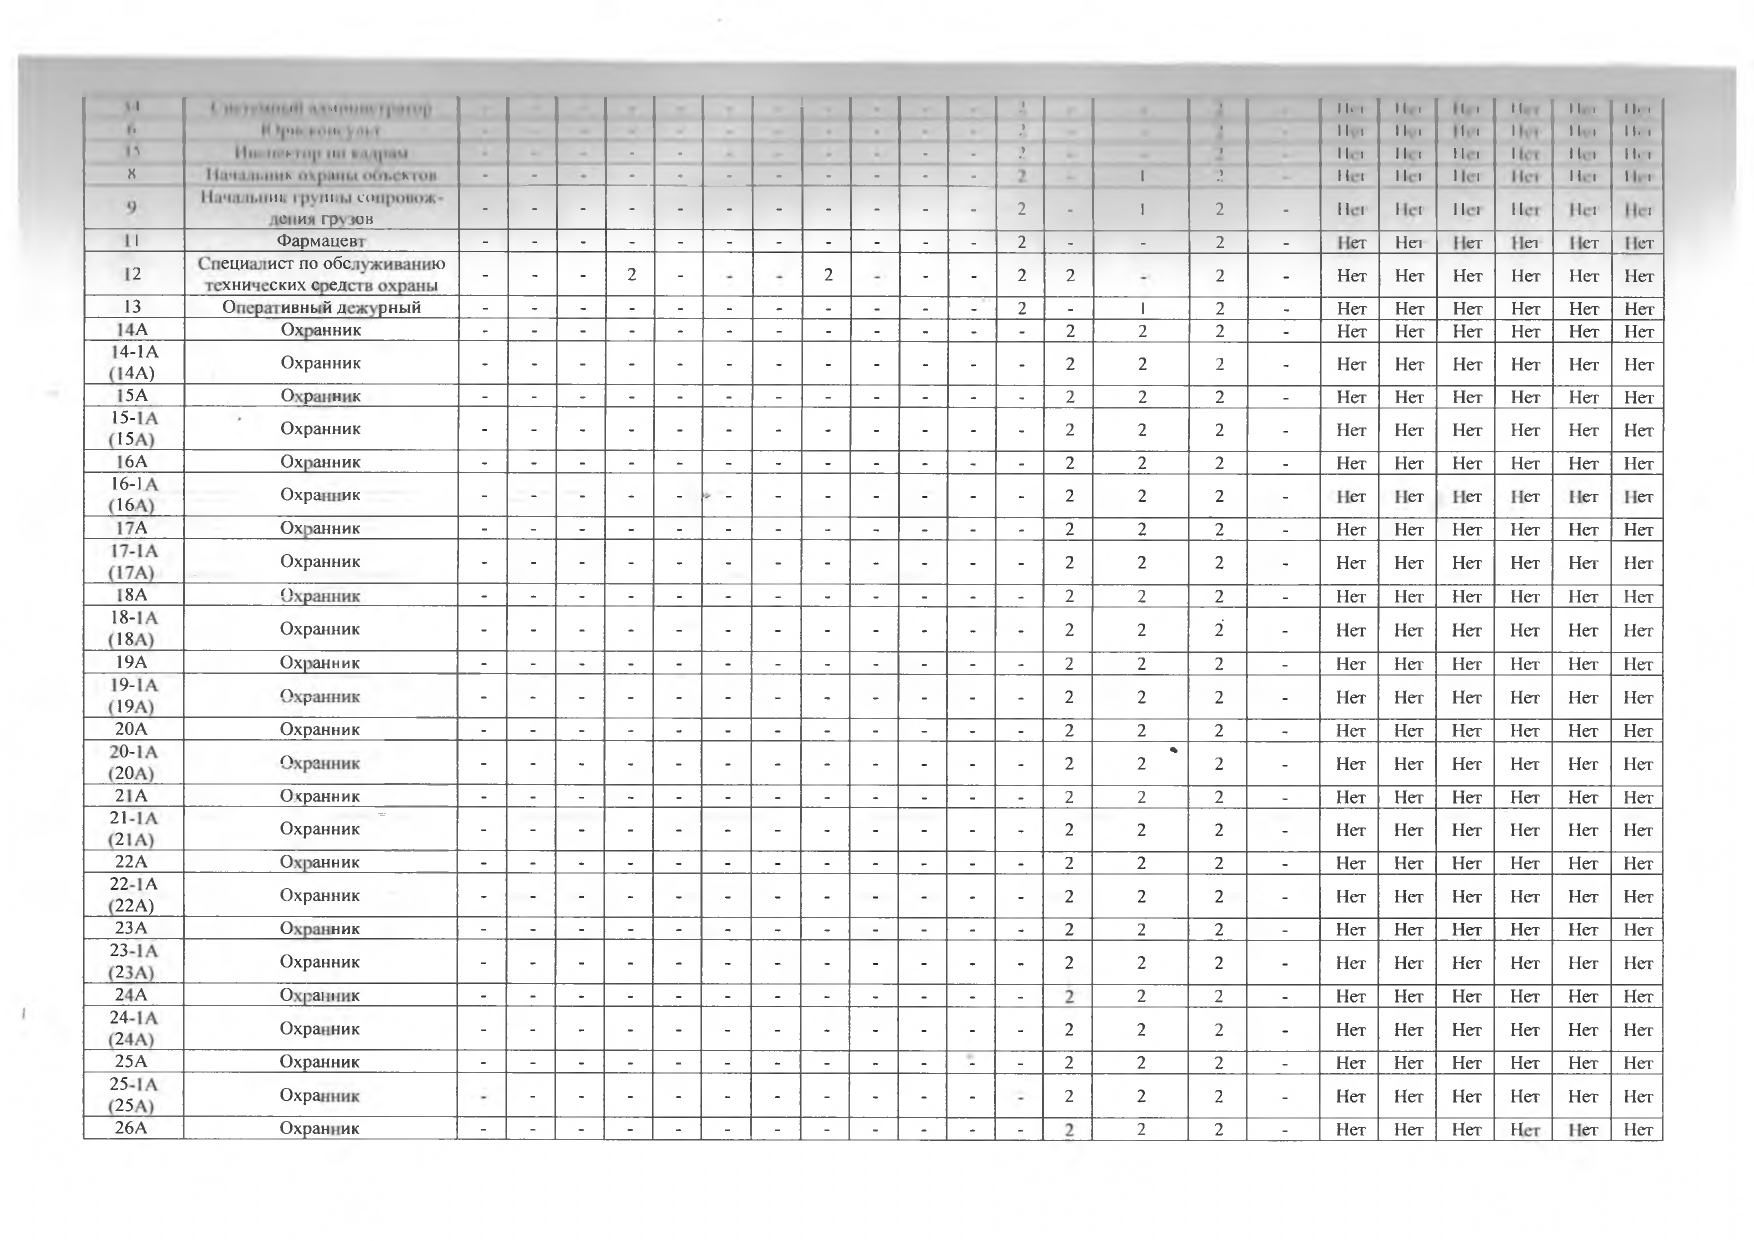 Системный администратор - - - - - - - - - - - 2 - - 2 - Нет Нет Нет Нет Нет Нет
6 Юрисконсульт - - - - - - - - - - - 2 - - 2 - Нет Нет Нет Нет Нет Нет
Инспектор по кадрам - - - - - - - - - - - 2 - - 2 - Нет Нет Нет Нет Нет Нет
8 Начальник охраны объектов - - - - - - - - - - - 2 - 1 2 - Нет Нет Нет Нет Нет Нет
9 Начальник группы сопровож-
дения грузов - - - - - - - - - - - 2 - 1 2 - Нет Нет Нет Нет Нет Нет
11 Фармацевт - - - - - - - - - - - 2 - - 2 - Нет Нет Нет Нет Нет Нет
12 Специалист по обслуживанию
технических средств охраны - - - 2 - - - 2 - - - 2 2 - 2 - Нет Нет Нет Нет Нет Нет
13 Оперативный дежурный - - - - - - - - - - - 2 - 1 2 - Нет Нет Нет Нет Нет Нет
14А Охранник - - - - - - - - - - - - 2 2 2 - Нет Нет Нет Нет Нет Нет
14-1А
(14А) Охранник - - - - - - - - - - - - 2 2 2 - Нет Нет Нет Нет Нет Нет
15А Охранник - - - - - - - - - - - - 2 2 2 - Нет Нет Нет Нет Нет Нет
15-1А
(15А) Охранник - - - - - - - - - - - - 2 2 2 - Нет Нет Нет Нет Нет Нет
16А Охранник - - - - - - - - - - - - 2 2 2 - Нет Нет Нет Нет Нет Нет
16-1А
(16А) Охранник - - - - - - - - - - - - 2 2 2 - Нет Нет Нет Нет Нет Нет
17А Охранник - - - - - - - - - - - - 2 2 2 - Нет Нет Нет Нет Нет Нет
17-1А
(17А) Охранник - - - - - - - - - - - - 2 2 2 - Нет Нет Нет Нет Нет Нет
18А Охранник - - - - - - - - - - - - 2 2 2 - Нет Нет Нет Нет Нет Нет
18-1А
(18А) Охранник - - - - - - - - - - - - 2 2 2 - Нет Нет Нет Нет Нет Нет
19А Охранник - - - - - - - - - - - - 2 2 2 - Нет Нет Нет Нет Нет Нет
19-1А
(19А) Охранник - - - - - - - - - - - - 2 2 2 - Нет Нет Нет Нет Нет Нет
20А Охранник - - - - - - - - - - - - 2 2 2 - Нет Нет Нет Нет Нет Нет
20-1А
(20А) Охранник - - - - - - - - - - - - 2 2 2 - Нет Нет Нет Нет Нет Нет
21А Охранник - - - - - - - - - - - - 2 2 2 - Нет Нет Нет Нет Нет Нет
21-1А
(21А) Охранник - - - - - - - - - - - - 2 2 2 - Нет Нет Нет Нет Нет Нет
22А Охранник - - - - - - - - - - - - 2 2 2 - Нет Нет Нет Нет Нет Нет
22-1А
(22А) Охранник - - - - - - - - - - - - 2 2 2 - Нет Нет Нет Нет Нет Нет
23А Охранник - - - - - - - - - - - - 2 2 2 - Нет Нет Нет Нет Нет Нет
23-1А
(23А) Охранник - - - - - - - - - - - - 2 2 2 - Нет Нет Нет Нет Нет Нет
24А Охранник - - - - - - - - - - - - 2 2 2 - Нет Нет Нет Нет Нет Нет
24-1А
(24А) Охранник - - - - - - - - - - - - 2 2 2 - Нет Нет Нет Нет Нет Нет
25А Охранник - - - - - - - - - - - - 2 2 2 - Нет Нет Нет Нет Нет Нет
25-1А
(25А) Охранник - - - - - - - - - - - - 2 2 2 - Нет Нет Нет Нет Нет Нет
26А Охранник - - - - - - - - - - - - 2 2 2 - Нет Нет Нет Нет Нет Нет